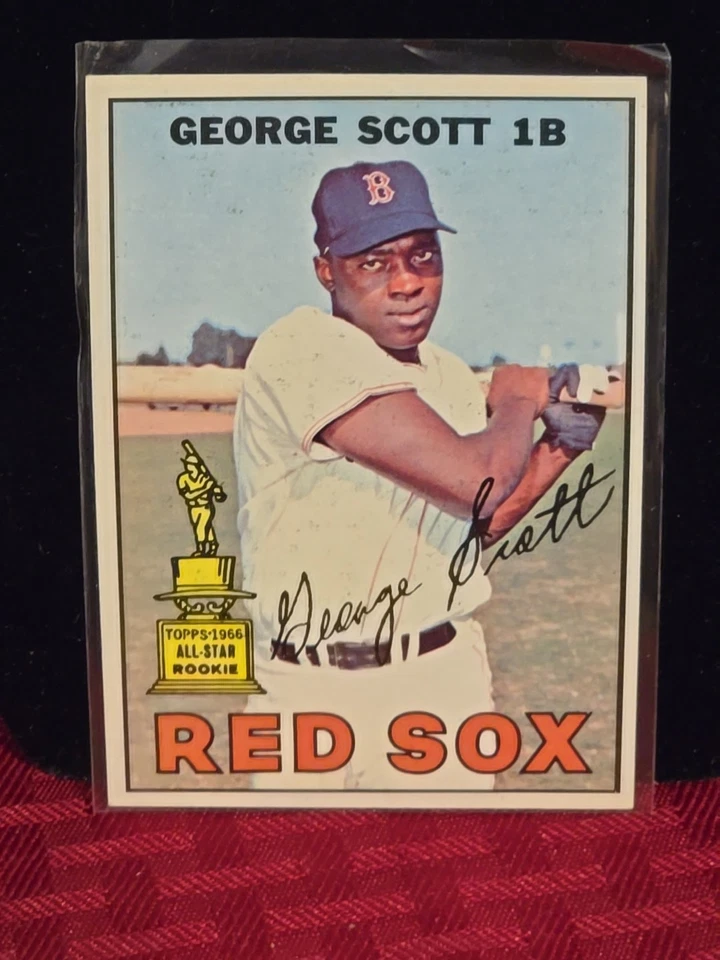 GEORGE SCOTT 1B
B
TOPPS•1966
ALL-STAR
ROOKIE
George Scott
RED SOX